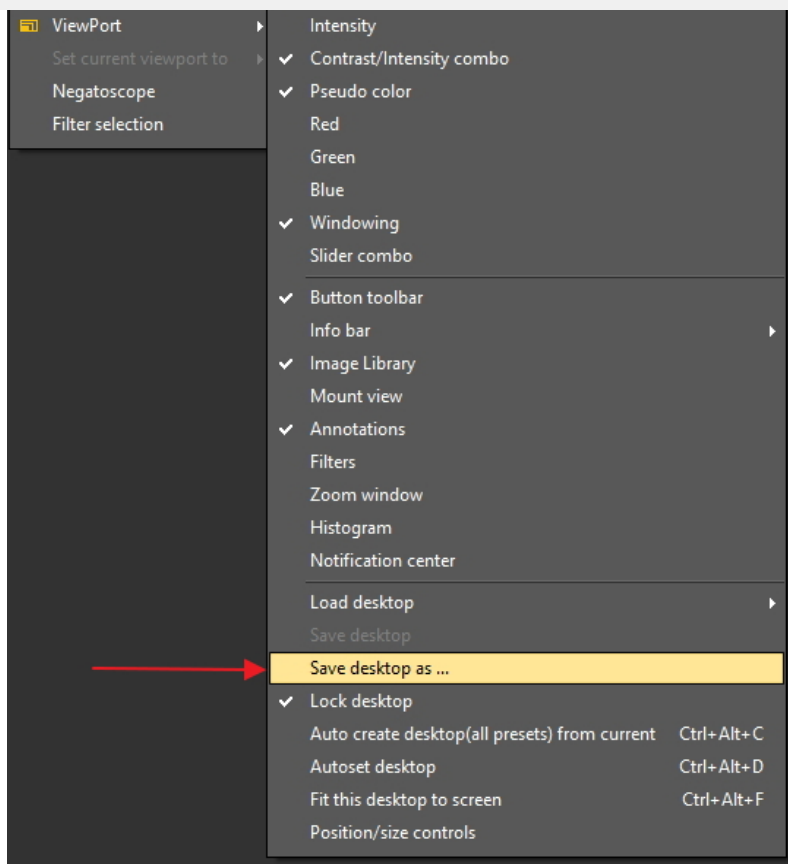 ViewPort
Set current viewport to
Negatoscope
Filter selection
Intensity
Contrast/Intensity combo
Pseudo color
Red
Green
Blue
Windowing
Slider combo
Button toolbar
Info bar
Image Library
Mount view
Annotations
Filters
Zoom window
Histogram
Notification center
Load desktop
Save desktop
Save desktop as ...
Lock desktop
Auto create desktop(all presets) from current Ctrl+Alt+C
Autoset desktop Ctrl+Alt+D
Fit this desktop to screen Ctrl+Alt+F
Position/size controls